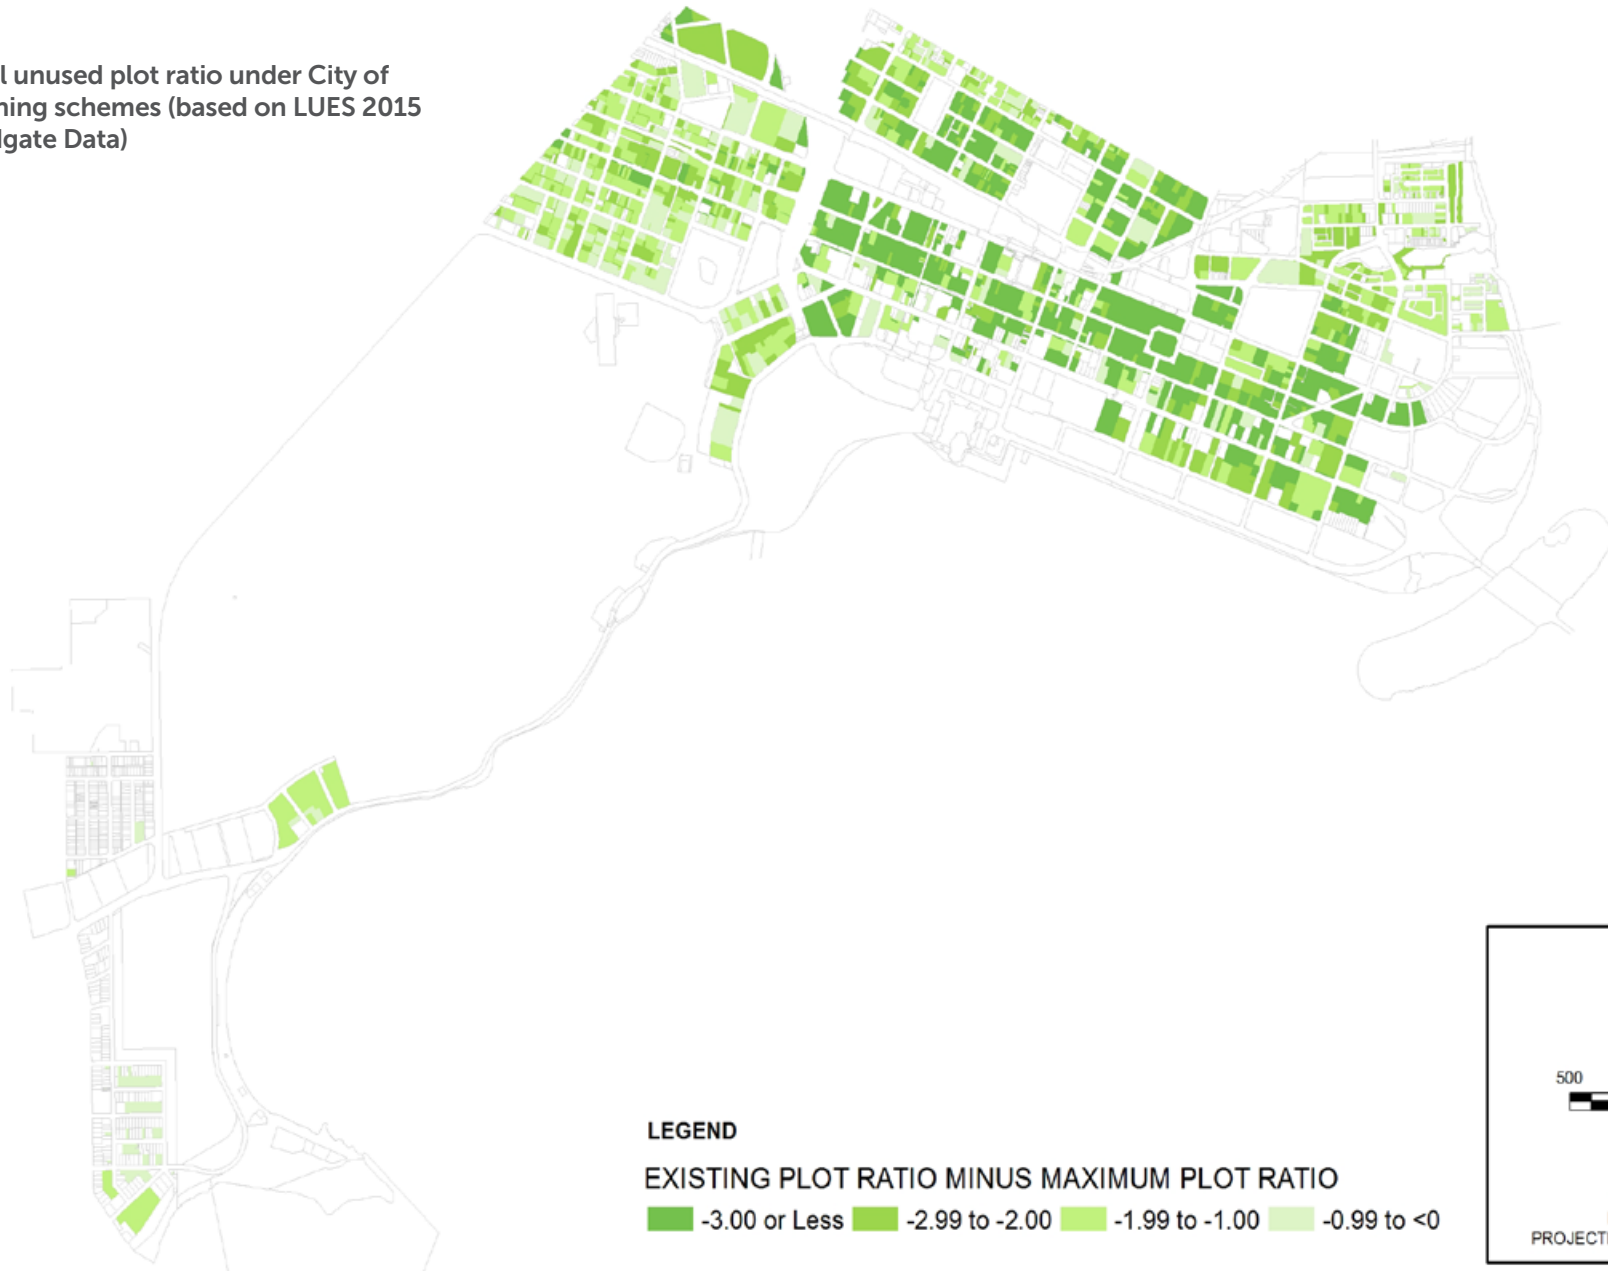 l unused plot ratio under City of
ning schemes (based on LUES 2015
lgate Data)
LEGEND
EXISTING PLOT RATIO MINUS MAXIMUM PLOT RATIO
-3.00 or Less -2.99 to -2.00 -1.99 to -1.00 -0.99 to <0
500
PROJECTI